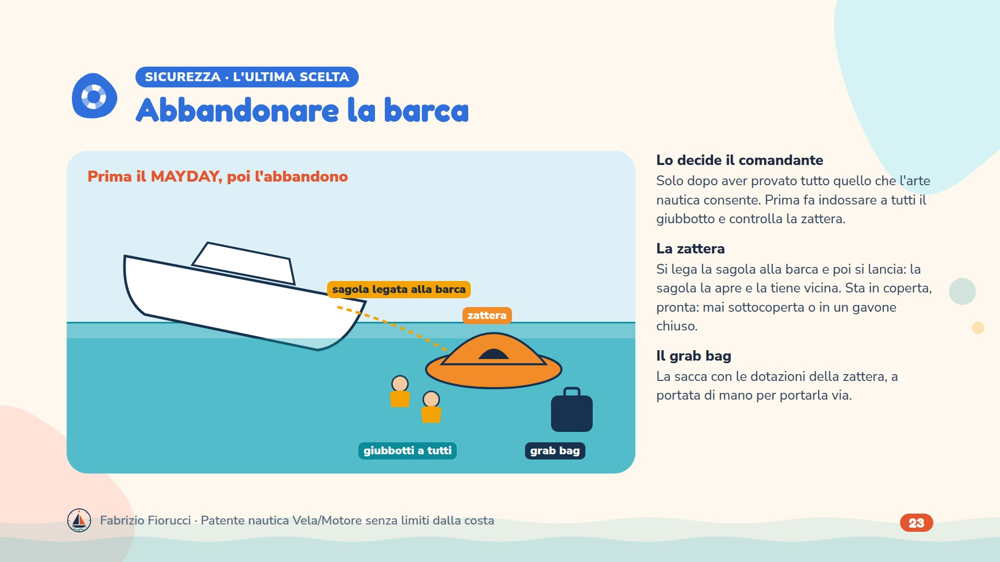 SICUREZZA · L'ULTIMA SCELTA
Abbandonare la barca
Prima il MAYDAY, poi l'abbandono
sagola legata alla barca
zattera
giubbotti a tutti
grab bag
Lo decide il comandante
Solo dopo aver provato tutto quello che l'arte
nautica consente. Prima fa indossare a tutti il
giubbotto e controlla la zattera.
La zattera
Si lega la sagola alla barca e poi si lancia: la
sagola la apre e la tiene vicina. Sta in coperta,
pronta: mai sottocoperta o in un gavone
chiuso.
Il grab bag
La sacca con le dotazioni della zattera, a
portata di mano per portarla via.
Fabrizio Fiorucci · Patente nautica Vela/Motore senza limiti dalla costa
23